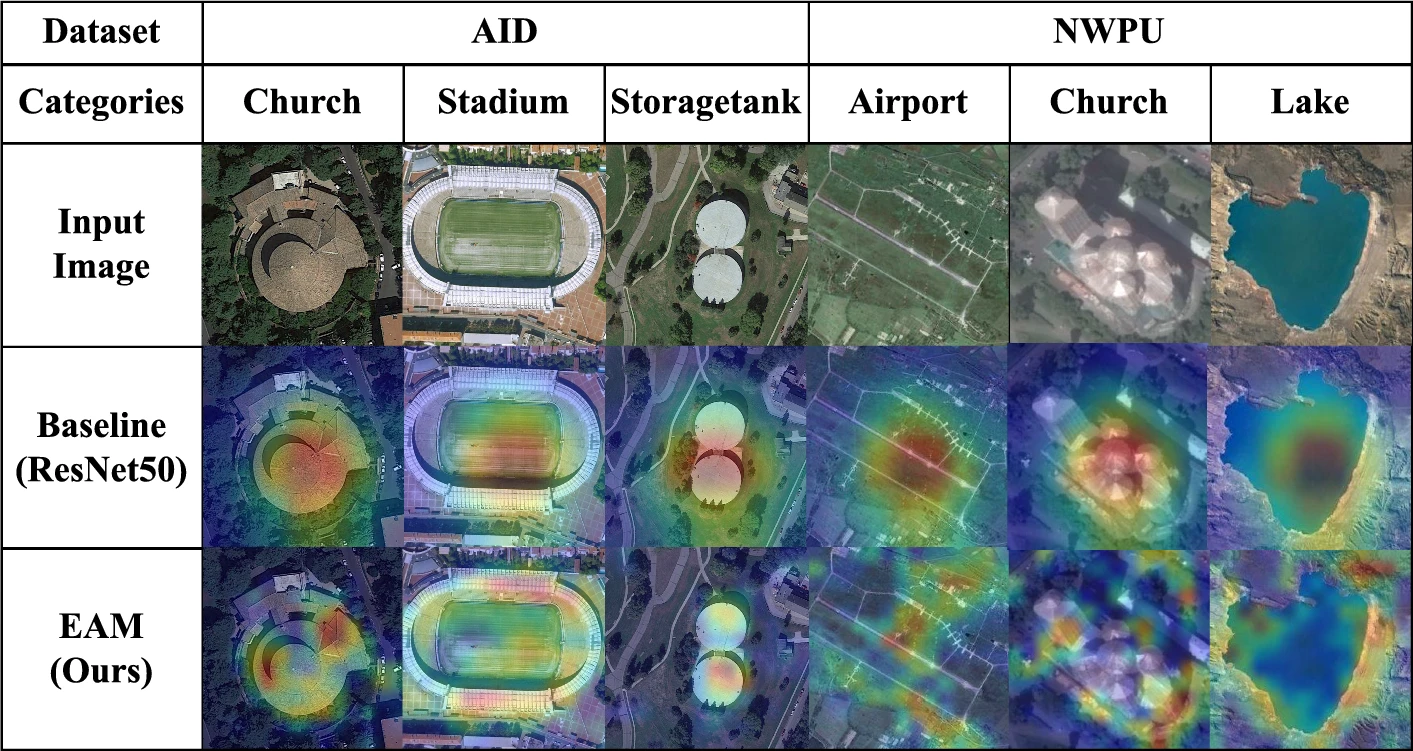 Dataset AID NWPU
Categories Church Stadium Storagetank Airport Church Lake
Input
Image
Baseline
(ResNet50)
EAM
(Ours)